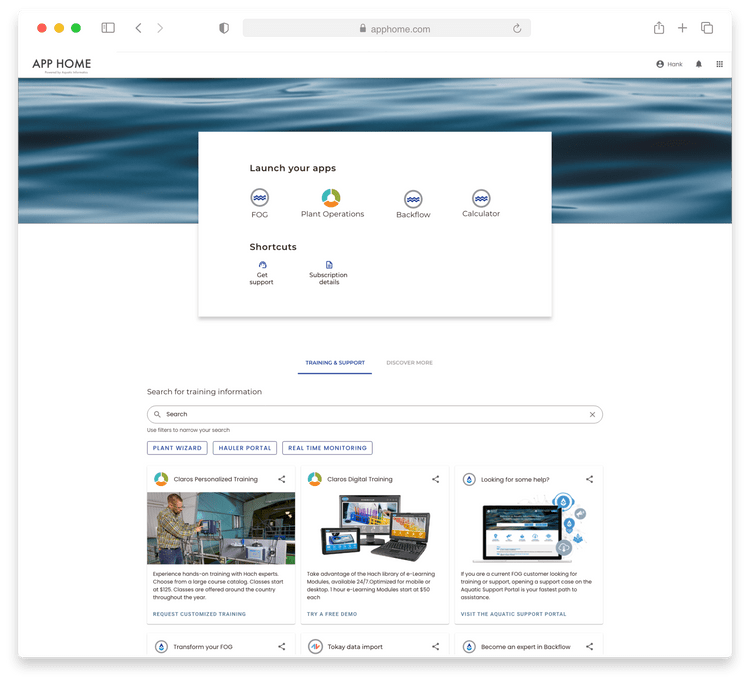 apphome.com
APP HOME
Powered by Aquatic Informatics
Hank
Launch your apps
FOG
Plant Operations
Backflow
Calculator
Shortcuts
Get
support
Subscription
details
TRAINING & SUPPORT
DISCOVER MORE
Search for training information
Search
Use filters to narrow your search
PLANT WIZARD
HAULER PORTAL
REAL TIME MONITORING
Claros Personalized Training
Experience hands-on training with Hach experts.
Choose from a large course catalog. Classes start
at $125. Classes are offered around the country
throughout the year.
REQUEST CUSTOMIZED TRAINING
Claros Digital Training
Take advantage of the Hach library of e-Learning
Modules, available 24/7 Optimized for mobile or
desktop. 1 hour e-Learning Modules start at $50
each
TRY A FREE DEMO
Looking for some help?
If you are a current FOG customer looking for
training or support, opening a support case on the
Aquatic Support Portal is your fastest path to
assistance.
VISIT THE AQUATIC SUPPORT PORTAL
Transform your FOG
Tokay data import
Become an expert in Backflow